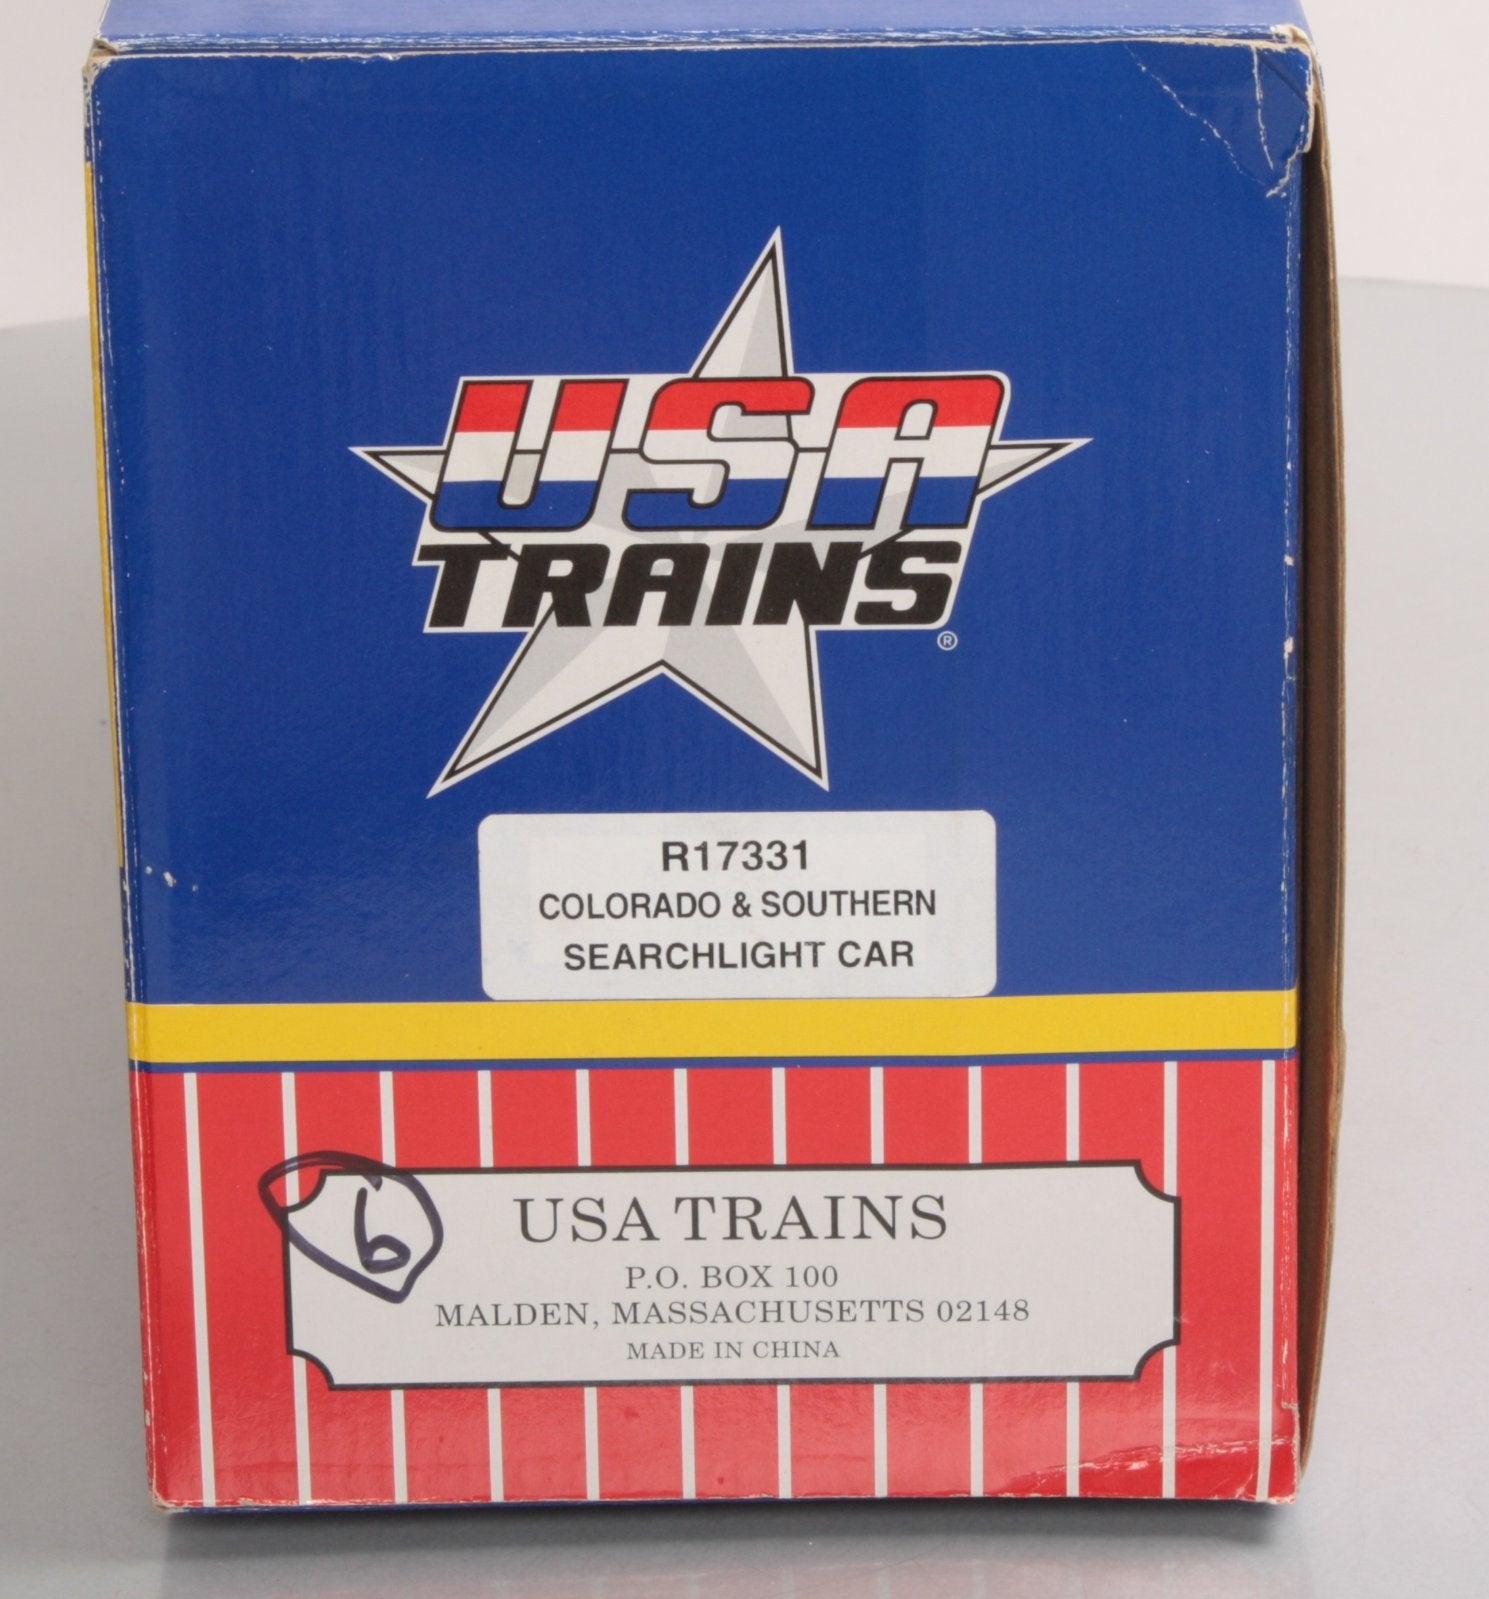 USA
TRAINS
®
R17331
COLORADO & SOUTHERN
SEARCHLIGHT CAR
6
USA TRAINS
P.O. BOX 100
MALDEN, MASSACHUSETTS 02148
MADE IN CHINA